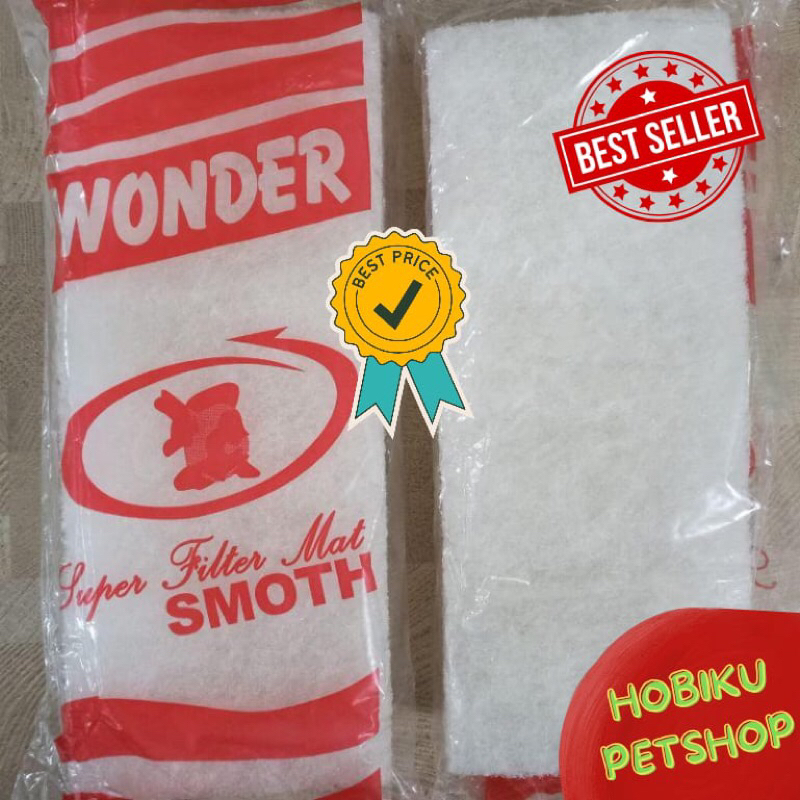 WONDER
Super Filter Mat
SMOTH
BEST PRICE
BEST SELLER
HOBIKU
PETSHOP